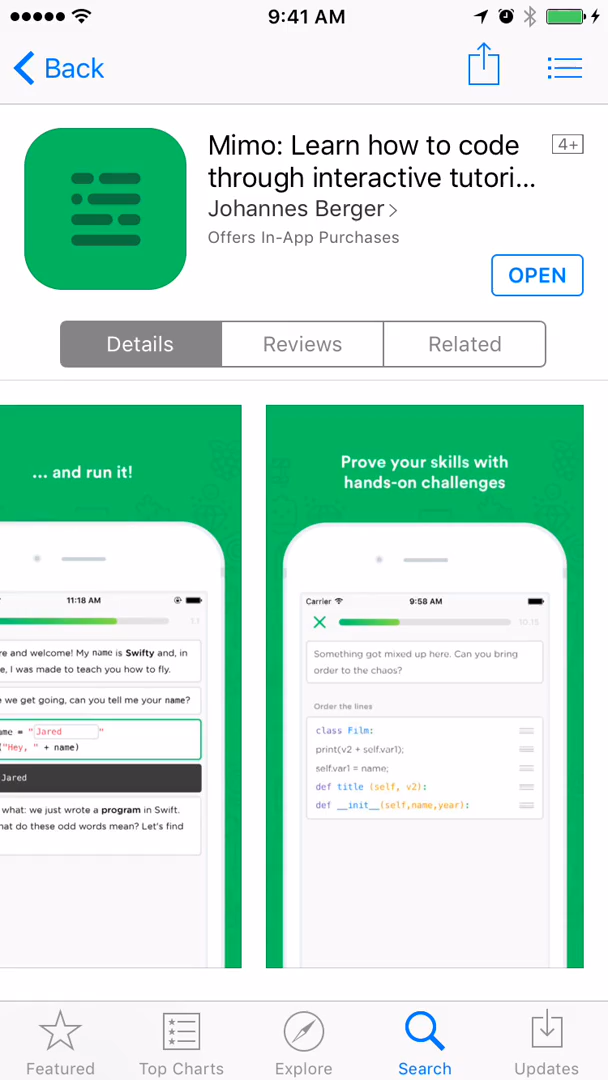 9:41 AM
Back
Mimo: Learn how to code
through interactive tutori...
4+
Johannes Berger
Offers In-App Purchases
OPEN
Details
Reviews
Related
... and run it!
11:18 AM
re and welcome! My name is Swifty and, in
e, I was made to teach you how to fly.
e we get going, can you tell me your name?
ame = "Jared"
("Hey, " + name)
Jared
what: we just wrote a program in Swift.
hat do these odd words mean? Let's find
Prove your skills with
hands-on challenges
Carrier
9:58 AM
10.15
Something got mixed up here. Can you bring
order to the chaos?
Order the lines
class Film:
print(v2 + self.var1);
self.var1 = name;
def title (self, v2):
def __init__(self,name,year):
Featured
Top Charts
Explore
Search
Updates